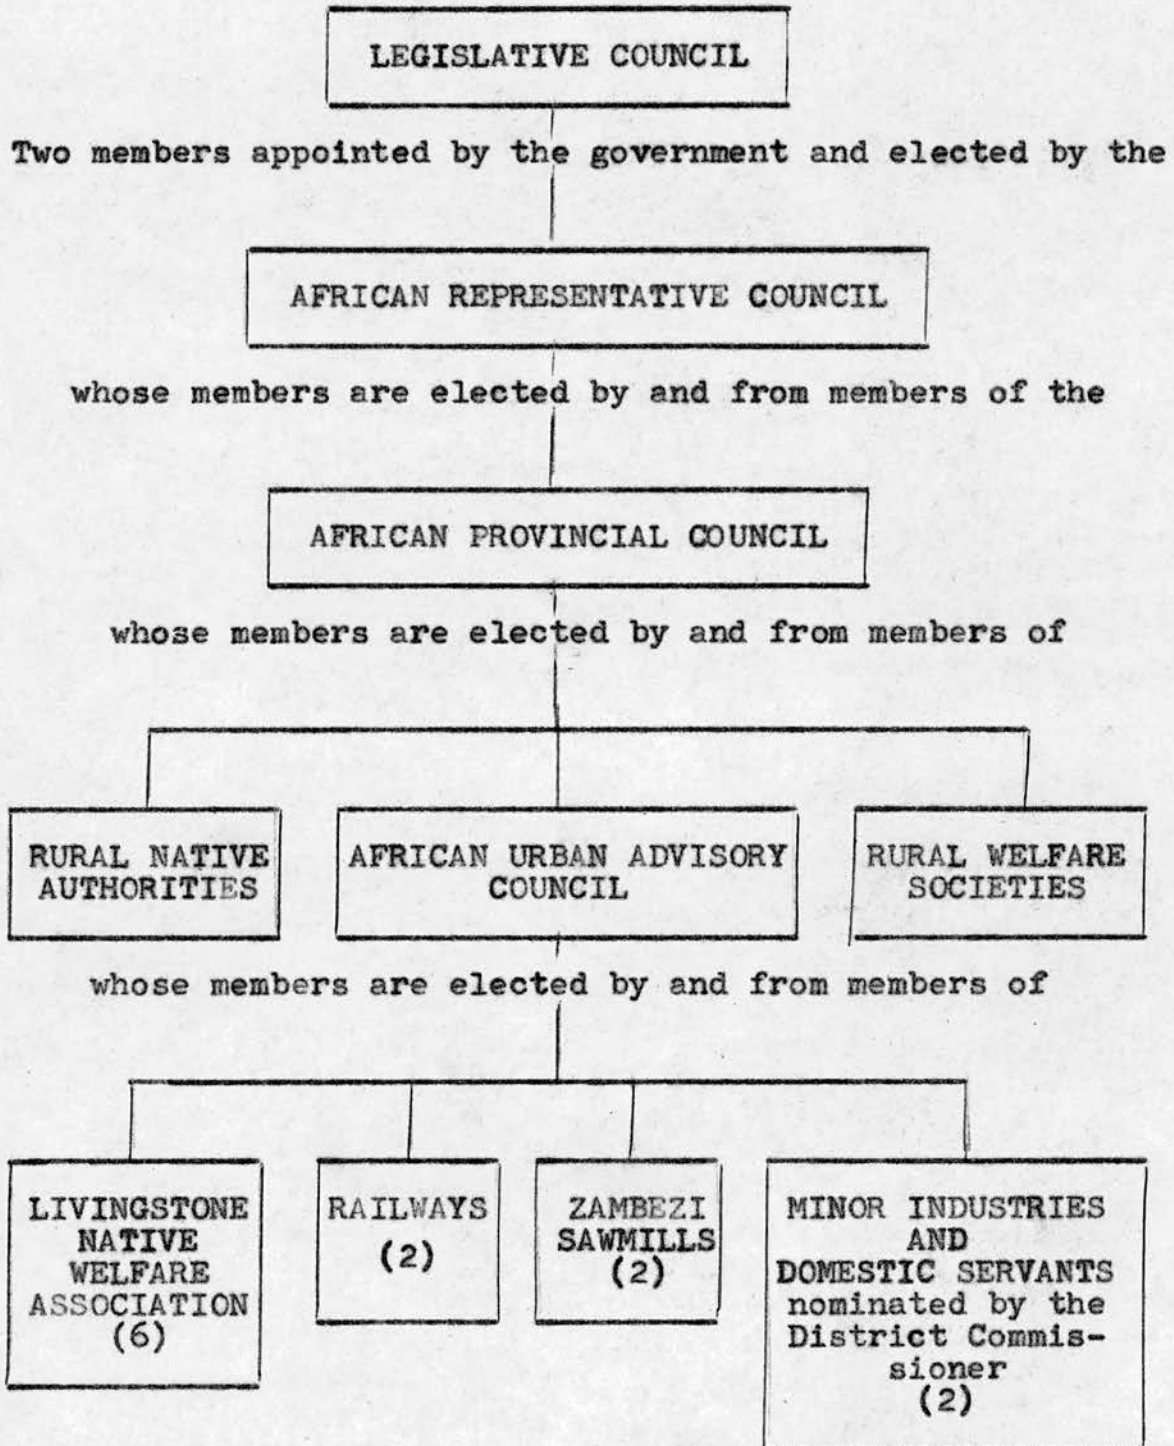 LEGISLATIVE COUNCIL
Two members appointed by the government and elected by the
AFRICAN REPRESENTATIVE COUNCIL
whose members are elected by and from members of the
AFRICAN PROVINCIAL COUNCIL
whose members are elected by and from members of
RURAL NATIVE
AUTHORITIES
AFRICAN URBAN ADVISORY
COUNCIL
RURAL WELFARE
SOCIETIES
whose members are elected by and from members of
LIVINGSTONE
NATIVE
WELFARE
ASSOCIATION
(6)
RAILWAYS
(2)
ZAMBEZI
SAWMILLS
(2)
MINOR INDUSTRIES
AND
DOMESTIC SERVANTS
nominated by the
District Commis-
sioner
(2)